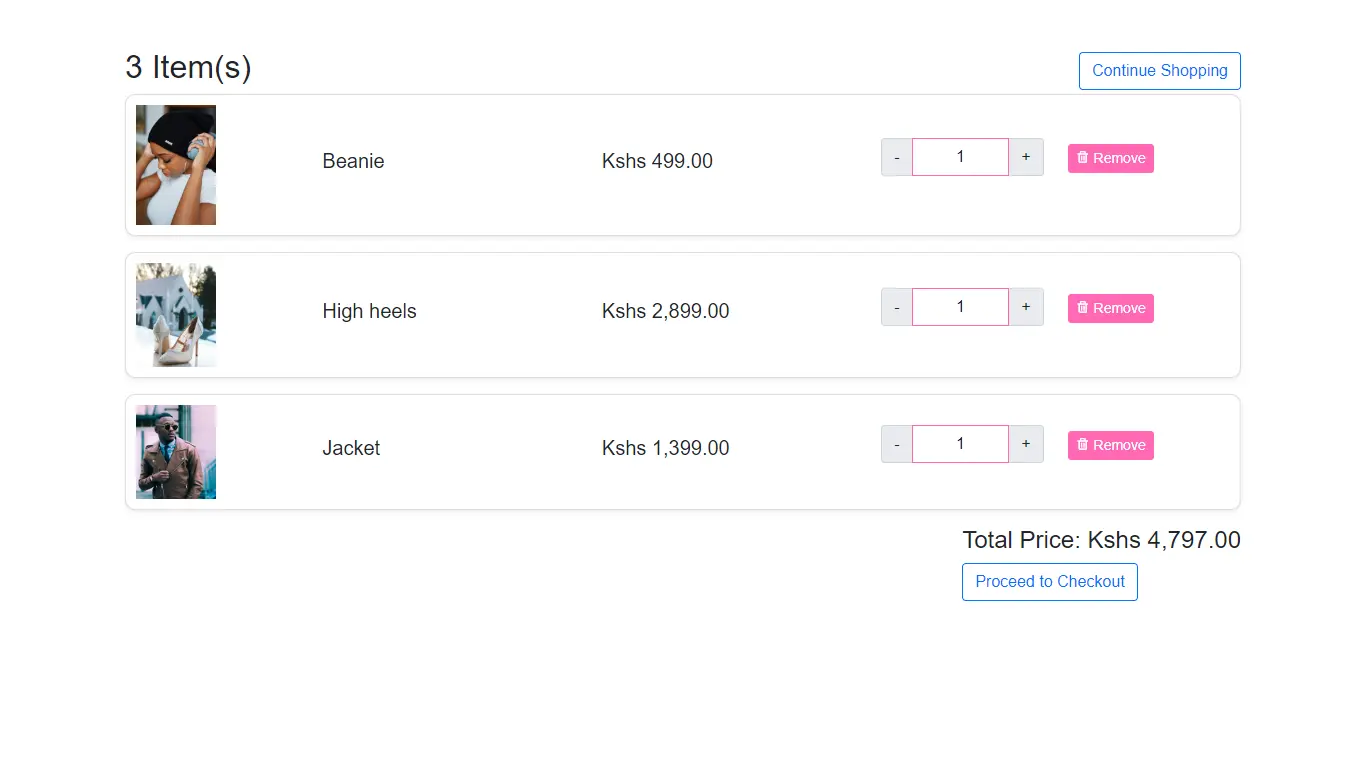 3 Item(s)
Continue Shopping
Beanie Kshs 499.00 - 1 + Remove
High heels Kshs 2,899.00 - 1 + Remove
Jacket Kshs 1,399.00 - 1 + Remove
Total Price: Kshs 4,797.00
Proceed to Checkout